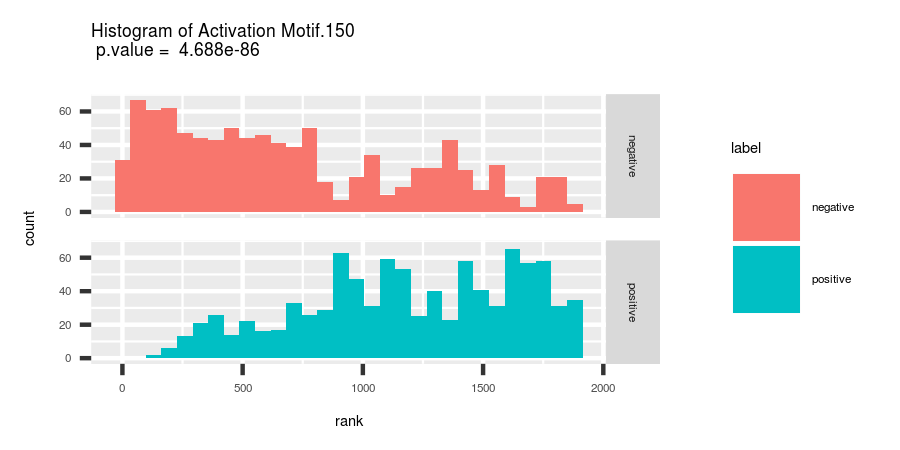 Histogram of Activation Motif.150
p.value = 4.688e-86
60
40
20
0
negative
60
40
20
0
positive
0 500 1000 1500 2000
rank
count
label
negative
positive